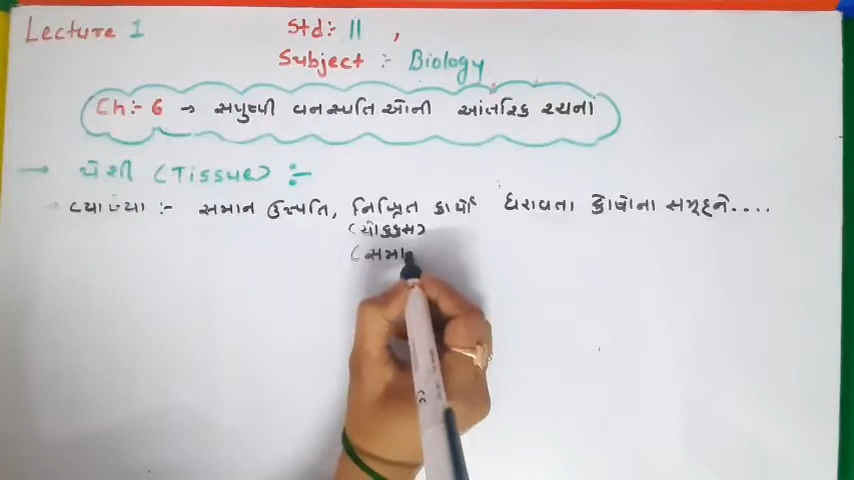 Lecture 1
Std:- 11 ,
Subject :- Biology
Ch:- 6 → સપુષ્પી વનસ્પતિઓની આંતરિક રચના
→ પેશી (Tissue) :-
→ વ્યાખ્યા :- સમાન ઉત્પતિ, નિશ્ચિત કાર્યો ધરાવતા કોષોના સમૂહને....
(ચોક્કસ)
(સમા